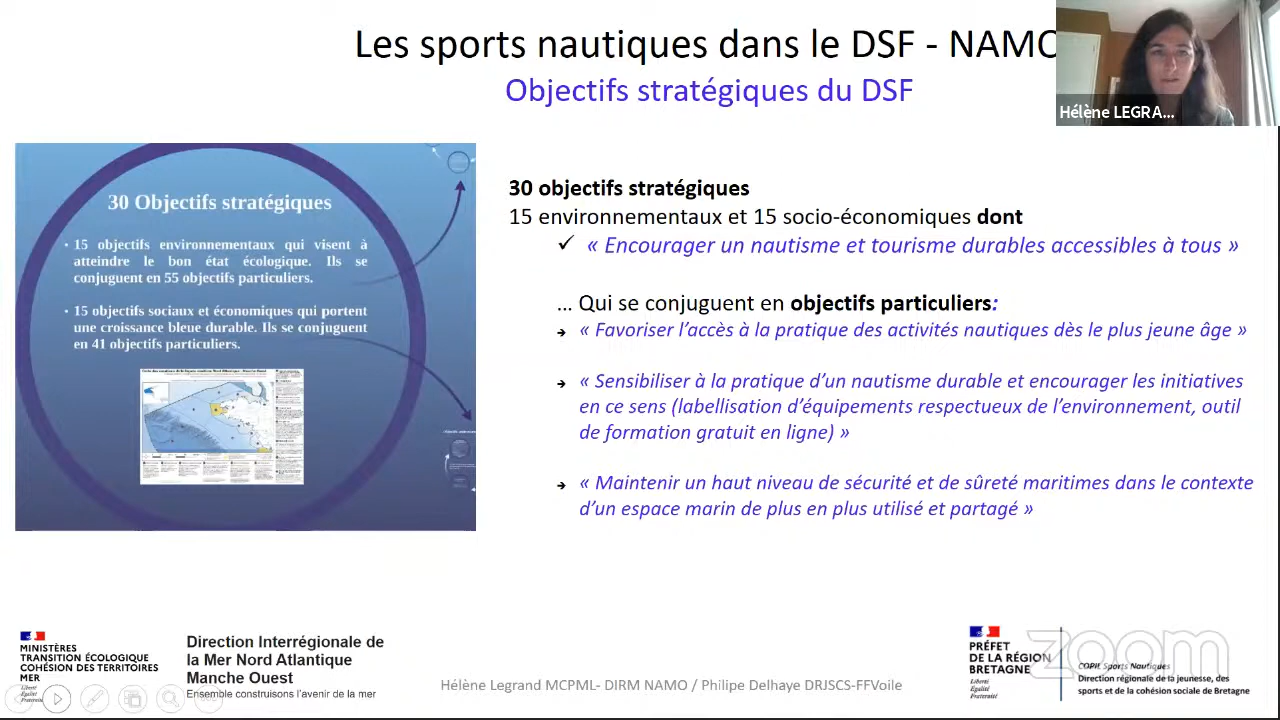 Les sports nautiques dans le DSF - NAMO
Objectifs stratégiques du DSF
Hélène LEGRA...
30 Objectifs stratégiques
• 15 objectifs environnementaux qui visent à
atteindre le bon état écologique. Ils se
conjuguent en 55 objectifs particuliers.
• 15 objectifs sociaux et économiques qui portent
une croissance bleue durable. Ils se conjuguent
en 41 objectifs particuliers.
30 objectifs stratégiques
15 environnementaux et 15 socio-économiques dont
✓ « Encourager un nautisme et tourisme durables accessibles à tous »
… Qui se conjuguent en objectifs particuliers:
➔ « Favoriser l’accès à la pratique des activités nautiques dès le plus jeune âge »
➔ « Sensibiliser à la pratique d’un nautisme durable et encourager les initiatives
en ce sens (labellisation d’équipements respectueux de l’environnement, outil
de formation gratuit en ligne) »
➔ « Maintenir un haut niveau de sécurité et de sûreté maritimes dans le contexte
d’un espace marin de plus en plus utilisé et partagé »
MINISTÈRES
TRANSITION ÉCOLOGIQUE
COHÉSION DES TERRITOIRES
MER
Liberté
Égalité
Fraternité
Direction Interrégionale de
la Mer Nord Atlantique
Manche Ouest
Ensemble construisons l'avenir de la mer
Hélène Legrand MCPML- DIRM NAMO / Philipe Delhaye DRJSCS-FFVoile
PRÉFET
DE LA RÉGION
BRETAGNE
Liberté
Égalité
Fraternité
zoom
COPIL Sports Nautiques
Direction régionale de la jeunesse, des
sports et de la cohésion sociale de Bretagne